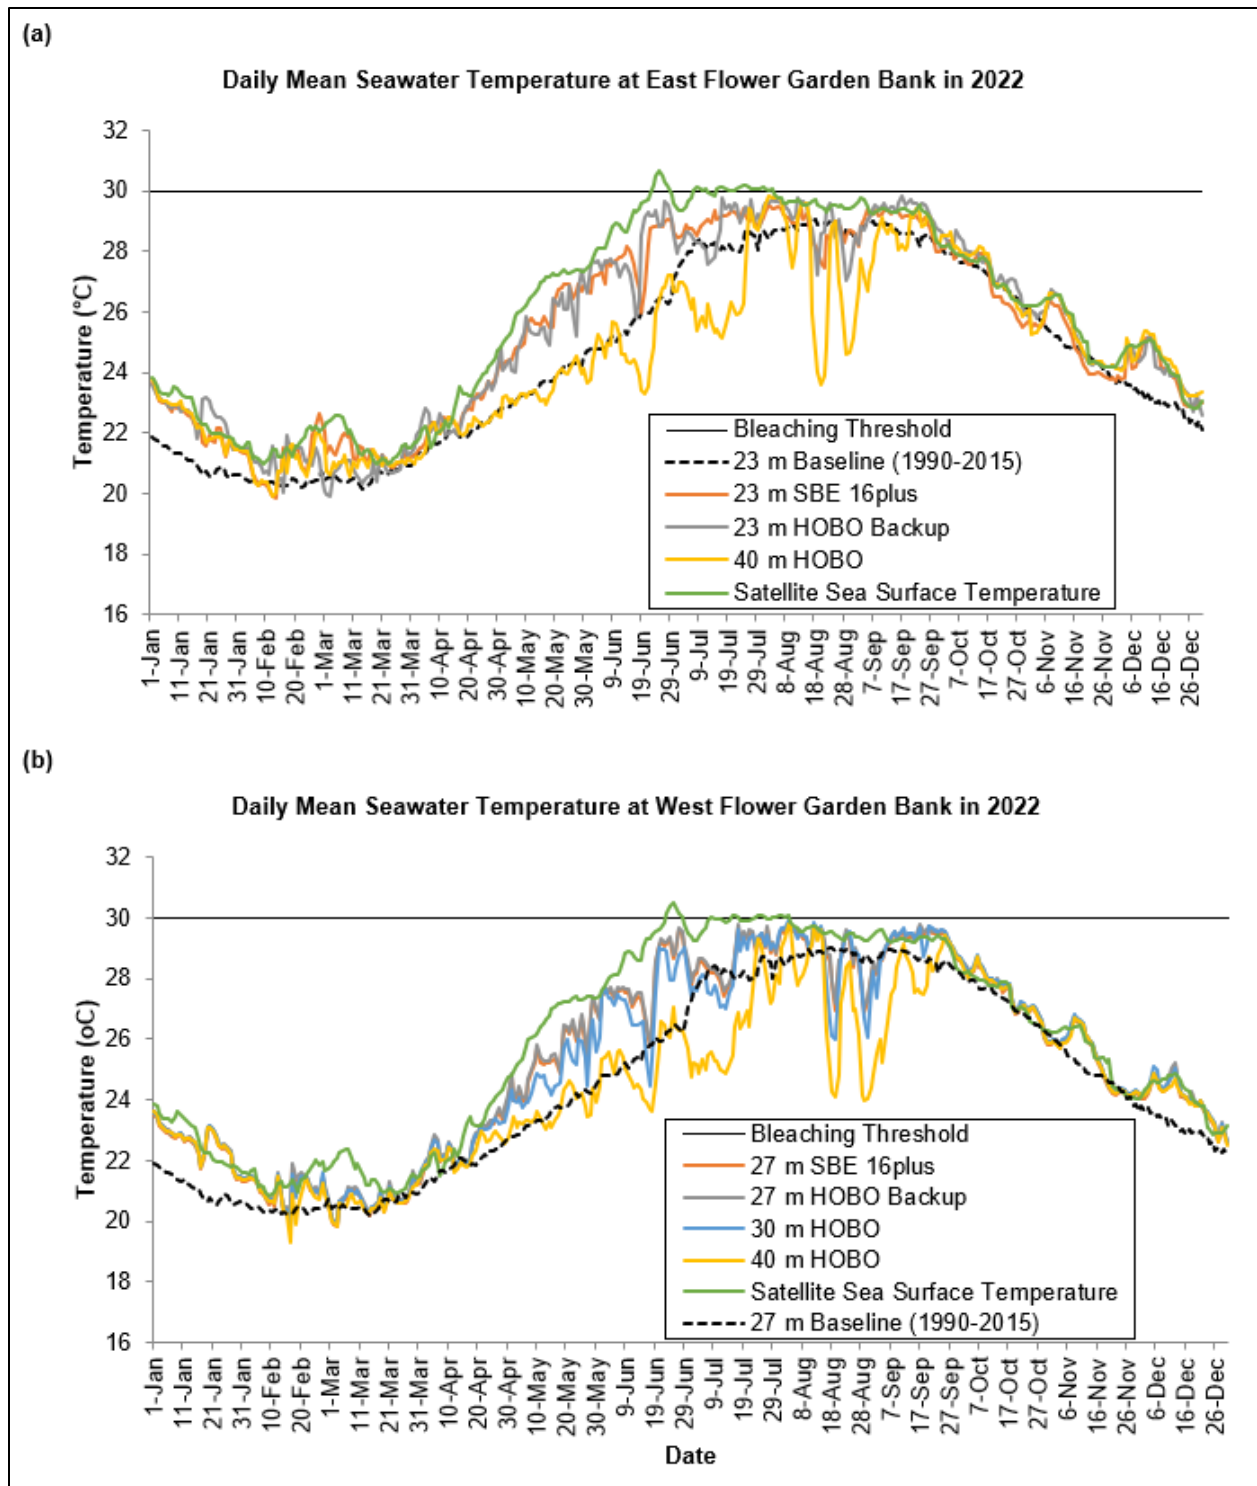 (a)
Daily Mean Seawater Temperature at East Flower Garden Bank in 2022
Temperature (°C)
32
30
28
26
24
22
20
18
16
Bleaching Threshold
23 m Baseline (1990-2015)
23 m SBE 16plus
23 m HOBO Backup
40 m HOBO
Satellite Sea Surface Temperature
1-Jan
11-Jan
21-Jan
31-Jan
10-Feb
20-Feb
1-Mar
11-Mar
21-Mar
31-Mar
10-Apr
20-Apr
30-Apr
10-May
20-May
30-May
9-Jun
19-Jun
29-Jun
9-Jul
19-Jul
29-Jul
8-Aug
18-Aug
28-Aug
7-Sep
17-Sep
27-Sep
7-Oct
17-Oct
27-Oct
6-Nov
16-Nov
26-Nov
6-Dec
16-Dec
26-Dec
(b)
Daily Mean Seawater Temperature at West Flower Garden Bank in 2022
Temperature (oC)
32
30
28
26
24
22
20
18
16
Bleaching Threshold
27 m SBE 16plus
27 m HOBO Backup
30 m HOBO
40 m HOBO
Satellite Sea Surface Temperature
27 m Baseline (1990-2015)
1-Jan
11-Jan
21-Jan
31-Jan
10-Feb
20-Feb
1-Mar
11-Mar
21-Mar
31-Mar
10-Apr
20-Apr
30-Apr
10-May
20-May
30-May
9-Jun
19-Jun
29-Jun
9-Jul
19-Jul
29-Jul
8-Aug
18-Aug
28-Aug
7-Sep
17-Sep
27-Sep
7-Oct
17-Oct
27-Oct
6-Nov
16-Nov
26-Nov
6-Dec
16-Dec
26-Dec
Date